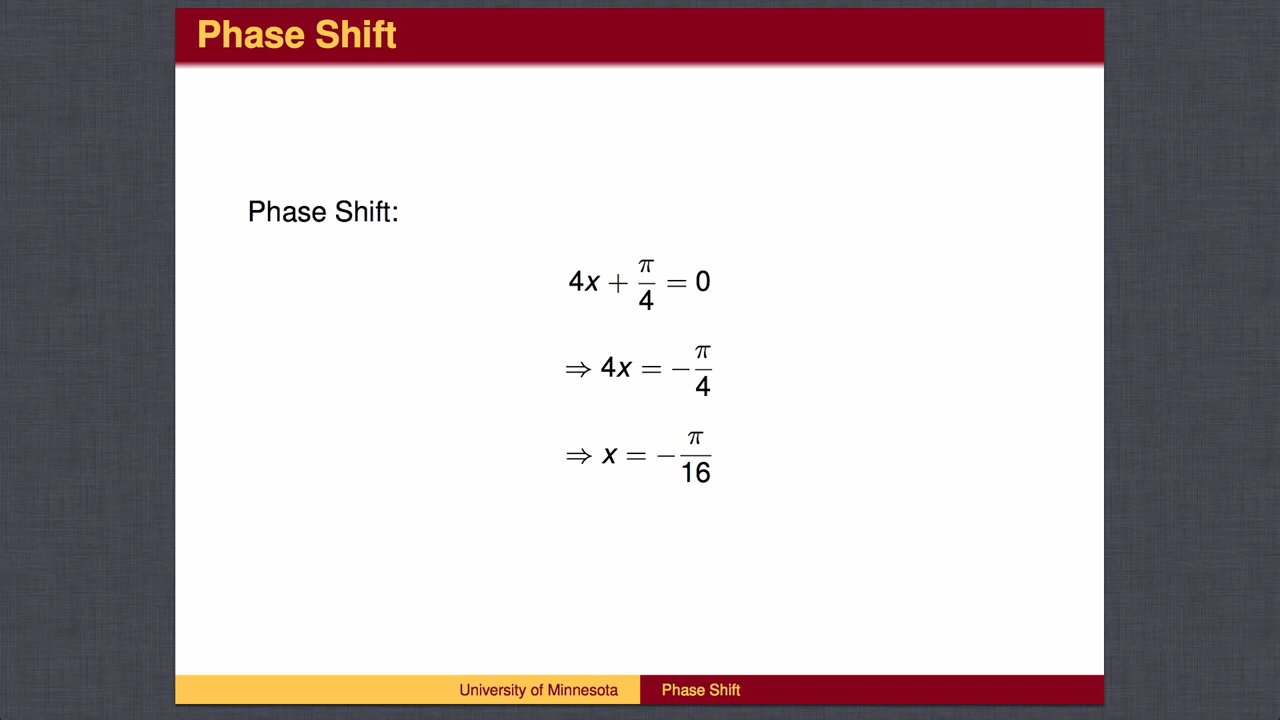 Phase Shift
Phase Shift:
4x + π/4 = 0
⇒ 4x = −π/4
⇒ x = −π/16
University of Minnesota
Phase Shift